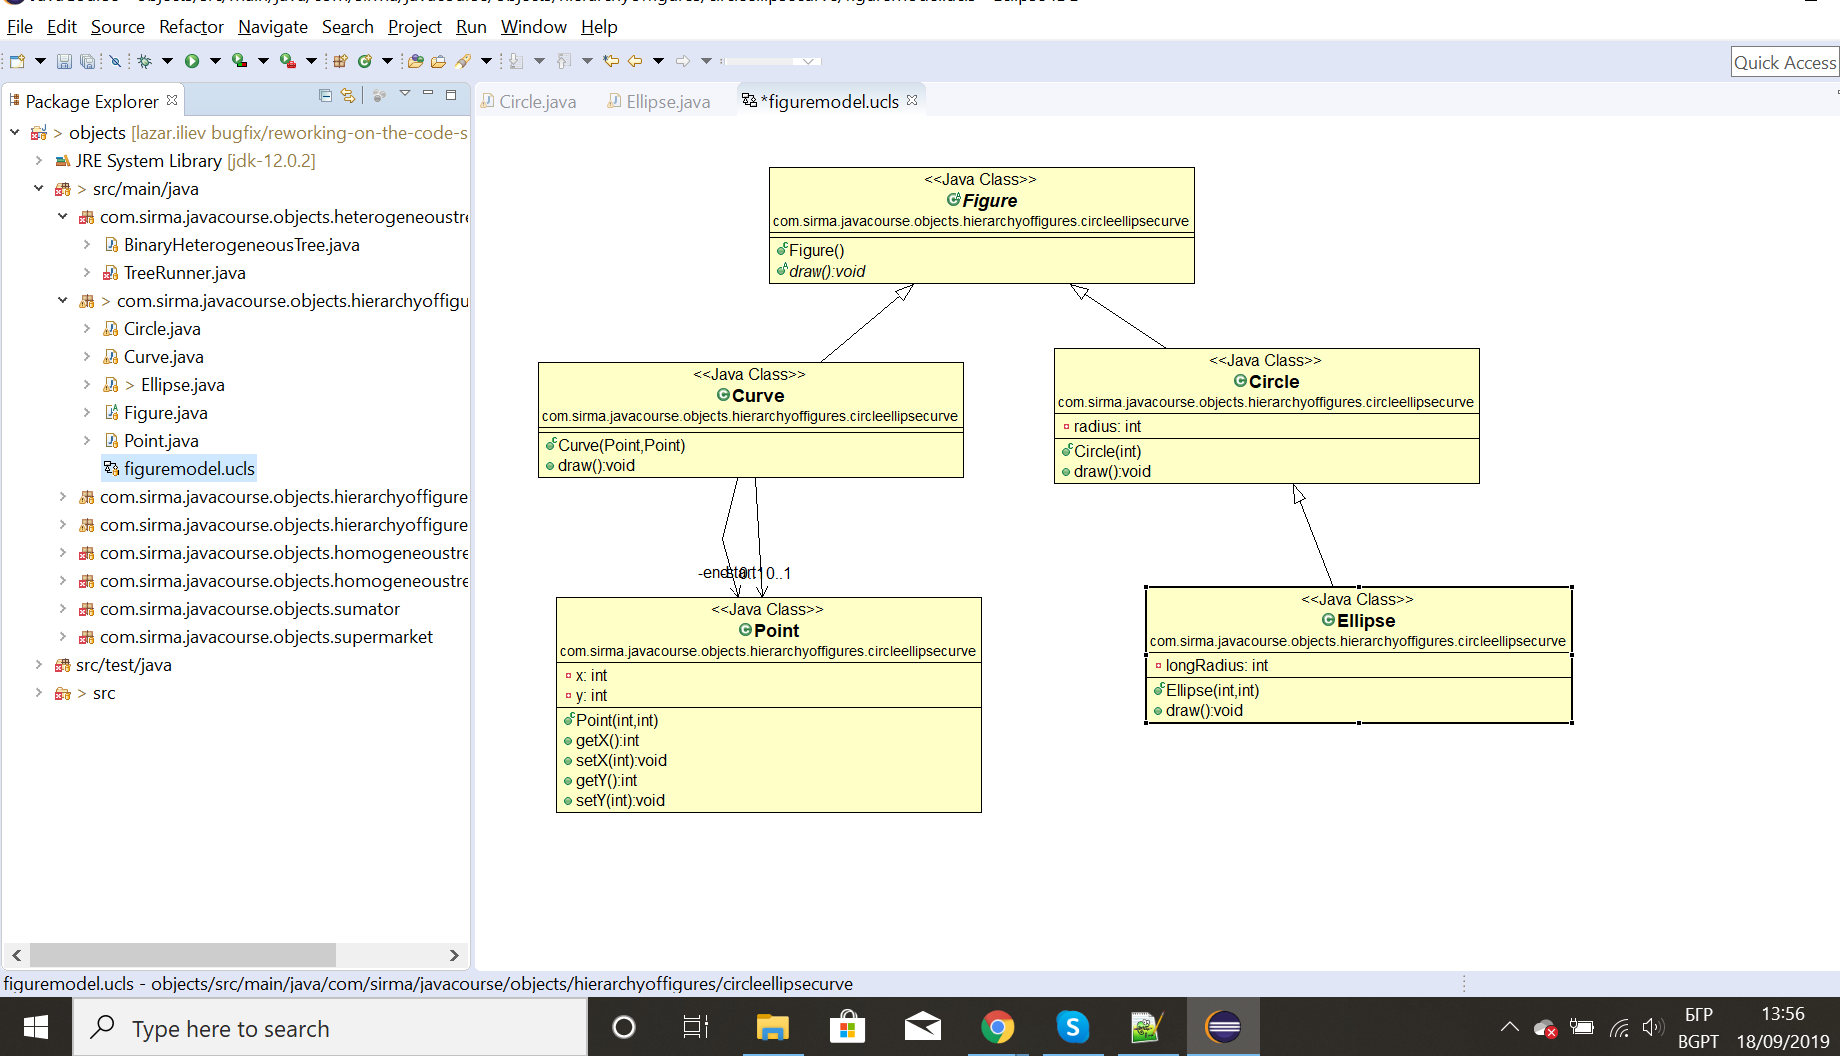 File Edit Source Refactor Navigate Search Project Run Window Help
Quick Access
Package Explorer
Circle.java
Ellipse.java
*figuremodel.ucls
> objects [lazar.iliev bugfix/reworking-on-the-code-s
JRE System Library [jdk-12.0.2]
> src/main/java
com.sirma.javacourse.objects.heterogeneoustre
BinaryHeterogeneousTree.java
TreeRunner.java
> com.sirma.javacourse.objects.hierarchyoffigu
Circle.java
Curve.java
> Ellipse.java
Figure.java
Point.java
figuremodel.ucls
com.sirma.javacourse.objects.hierarchyoffigure
com.sirma.javacourse.objects.hierarchyoffigure
com.sirma.javacourse.objects.homogeneoustre
com.sirma.javacourse.objects.homogeneoustre
com.sirma.javacourse.objects.sumator
com.sirma.javacourse.objects.supermarket
src/test/java
> src
<<Java Class>>
Figure
com.sirma.javacourse.objects.hierarchyoffigures.circleellipsecurve
Figure()
draw():void
<<Java Class>>
Curve
com.sirma.javacourse.objects.hierarchyoffigures.circleellipsecurve
Curve(Point,Point)
draw():void
<<Java Class>>
Circle
com.sirma.javacourse.objects.hierarchyoffigures.circleellipsecurve
radius: int
Circle(int)
draw():void
0..1
<<Java Class>>
Point
com.sirma.javacourse.objects.hierarchyoffigures.circleellipsecurve
x: int
y: int
Point(int,int)
getX():int
setX(int):void
getY():int
setY(int):void
<<Java Class>>
Ellipse
com.sirma.javacourse.objects.hierarchyoffigures.circleellipsecurve
longRadius: int
Ellipse(int,int)
draw():void
figuremodel.ucls - objects/src/main/java/com/sirma/javacourse/objects/hierarchyoffigures/circleellipsecurve
Type here to search
БГР
BGPT
13:56
18/09/2019